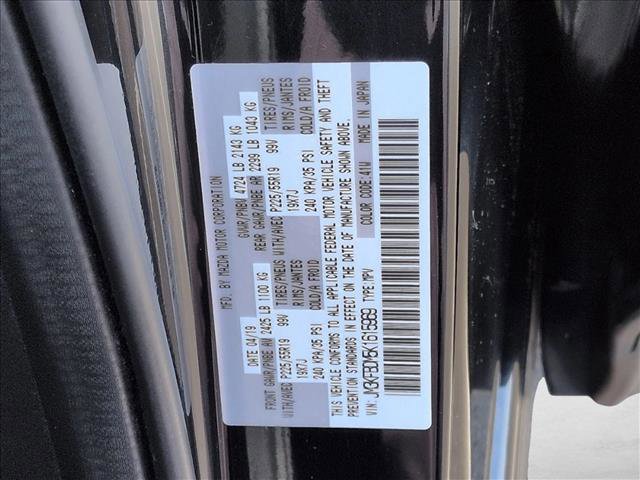 MFD. BY MAZDA MOTOR CORPORATION
DATE 04/19 GVWR/PNBV 4724 LB 2143 KG
FRONT GAWR/PNBE AV 2425 LB 1100 KG REAR GAWR/PNBE AR 2299 LB 1043 KG
WITH/AVEC P225/55R19 99V TIRES/PNEUS WITH/AVEC P225/55R19 99V TIRES/PNEUS
19X7J RIMS/JANTES 19X7J RIMS/JANTES
240 KPA/35 PSI COLD/A FROID 240 KPA/35 PSI COLD/A FROID
THIS VEHICLE CONFORMS TO ALL APPLICABLE FEDERAL MOTOR VEHICLE SAFETY AND THEFT
PREVENTION STANDARDS IN EFFECT ON THE DATE OF MANUFACTURE SHOWN ABOVE.
COLOR CODE:41W MADE IN JAPAN
VIN: TYPE:MPV